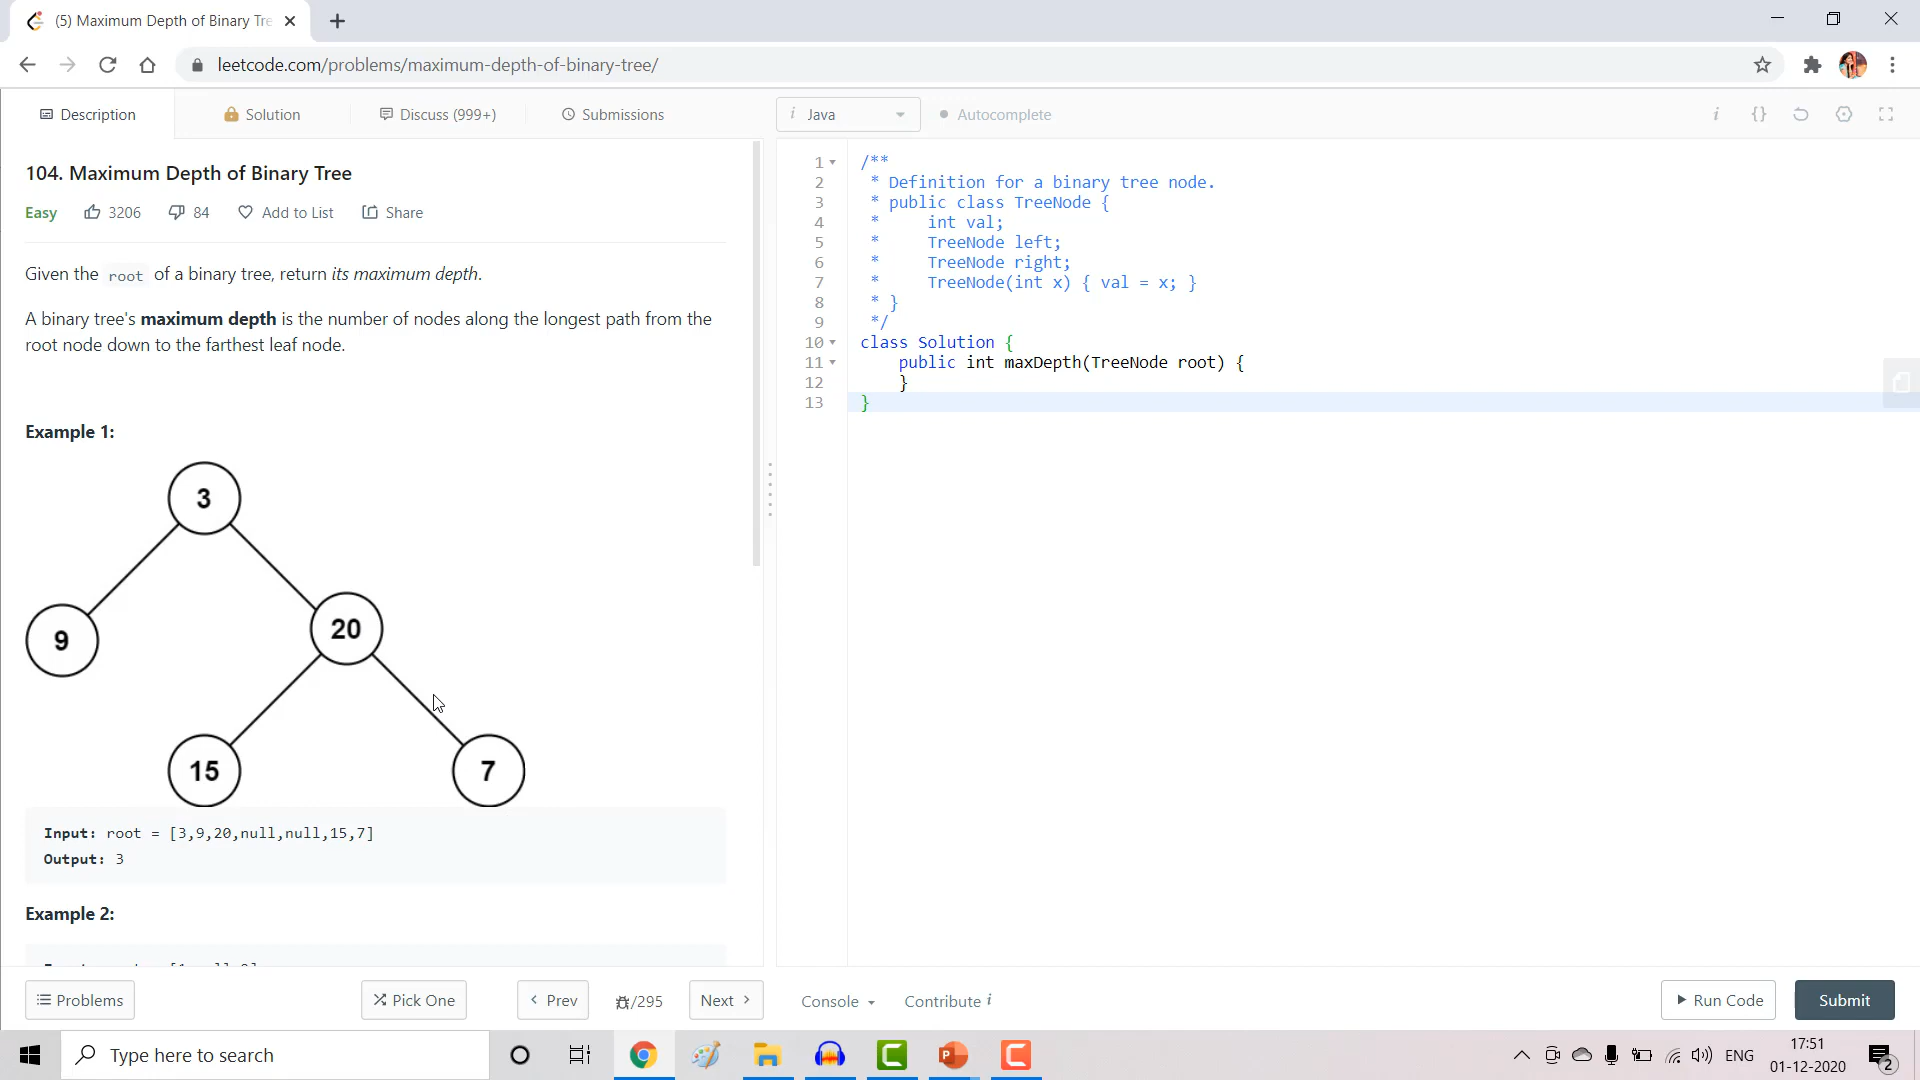 (5) Maximum Depth of Binary Tre
leetcode.com/problems/maximum-depth-of-binary-tree/
Description
Solution
Discuss (999+)
Submissions
i Java
Autocomplete
i {}
104. Maximum Depth of Binary Tree
Easy 3206 84 Add to List Share
Given the root of a binary tree, return its maximum depth.
A binary tree's maximum depth is the number of nodes along the longest path from the
root node down to the farthest leaf node.
Example 1:
3
9
20
15
7
Input: root = [3,9,20,null,null,15,7]
Output: 3
Example 2:
1 /**
2 * Definition for a binary tree node.
3 * public class TreeNode {
4 * int val;
5 * TreeNode left;
6 * TreeNode right;
7 * TreeNode(int x) { val = x; }
8 * }
9 */
10 class Solution {
11 public int maxDepth(TreeNode root) {
12 }
13 }
Problems
Pick One
Prev
/295
Next
Console
Contribute i
Run Code
Submit
Type here to search
ENG
17:51
01-12-2020
2